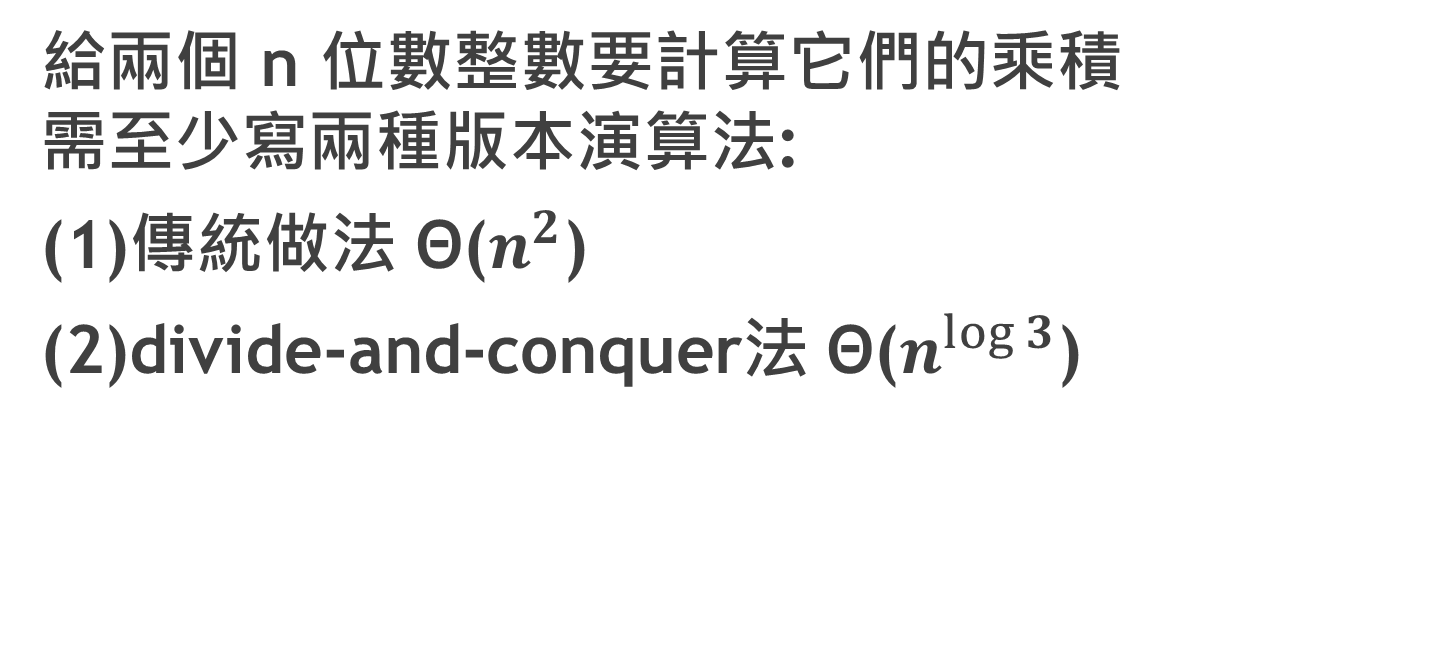 給兩個 n 位數整數要計算它們的乘積
需至少寫兩種版本演算法:
(1)傳統做法 Θ(n²)
(2)divide-and-conquer法 Θ(n^{log 3})